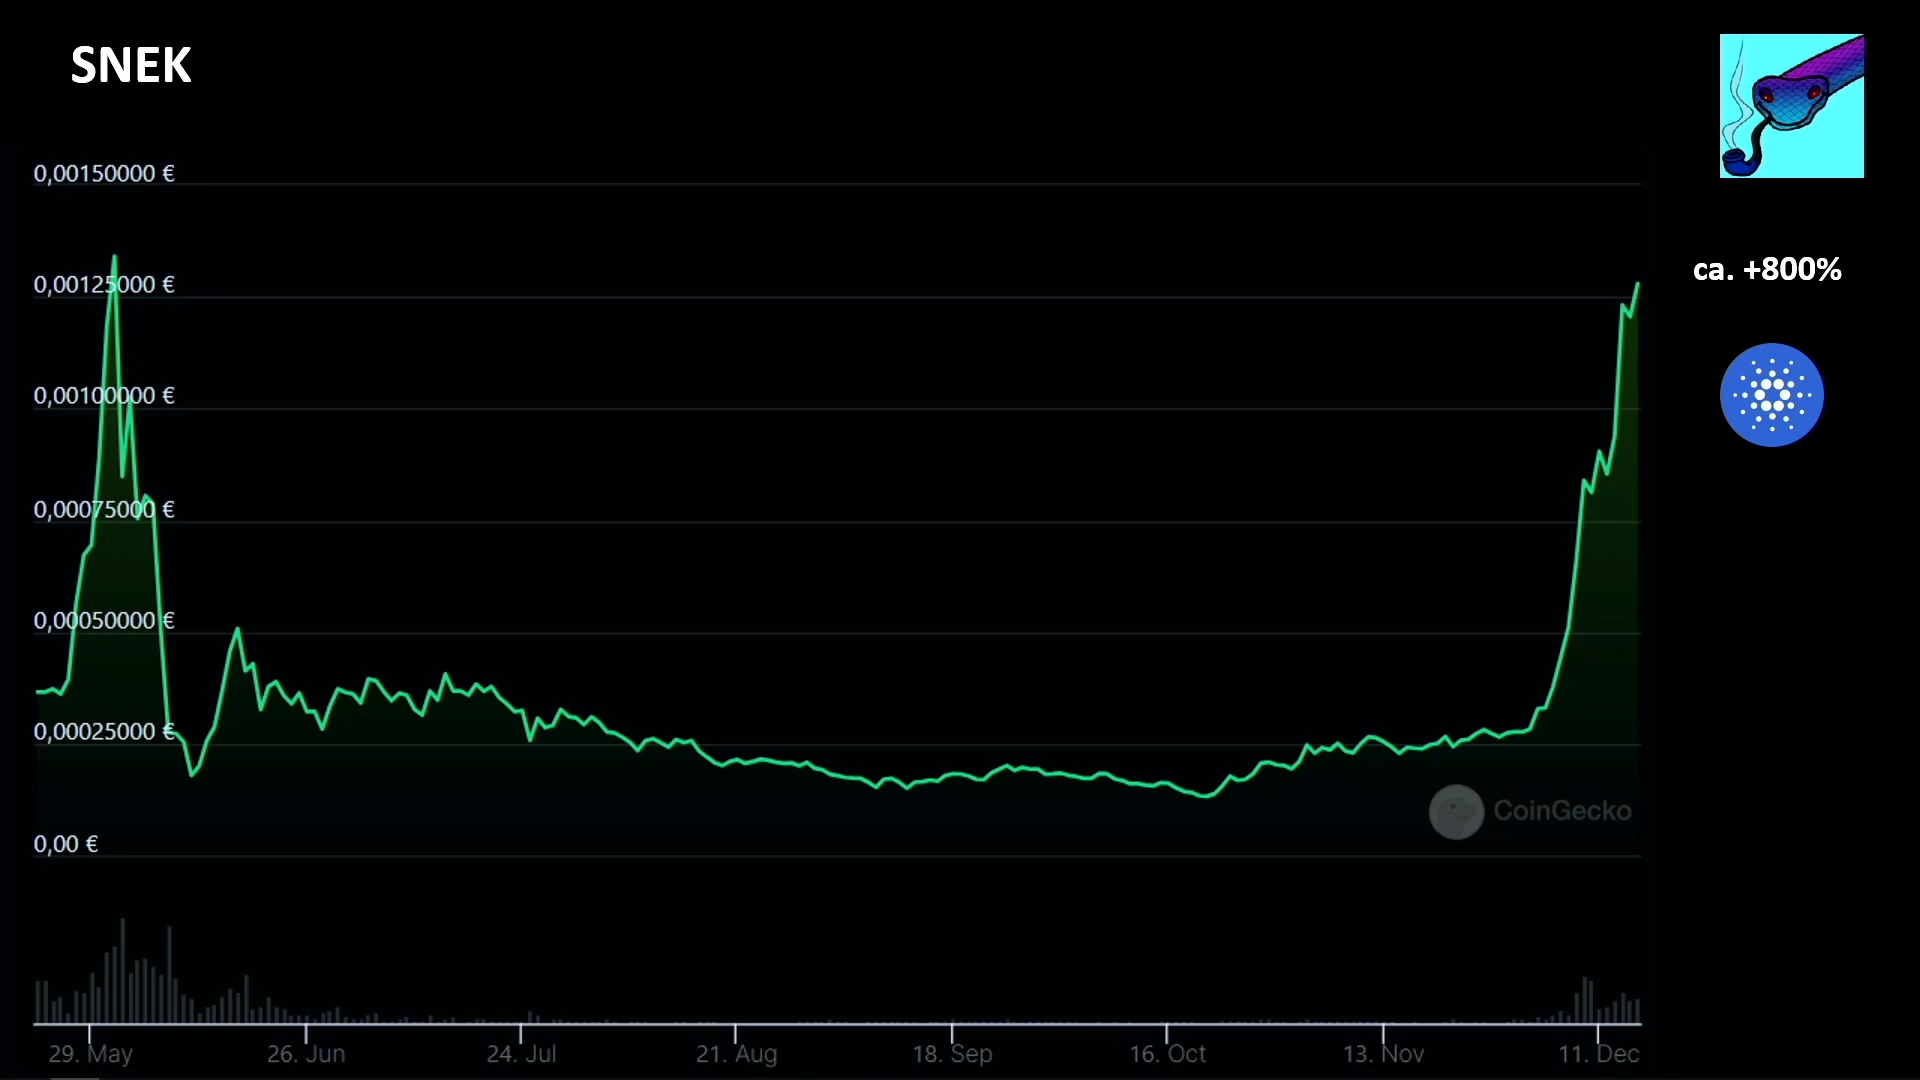 SNEK
0,00150000 €
0,00125000 €
ca. +800%
0,00100000 €
0,00075000 €
0,00050000 €
0,00025000 €
CoinGecko
0,00 €
29. May 26. Jun 24. Jul 21. Aug 18. Sep 16. Oct 13. Nov 11. Dec